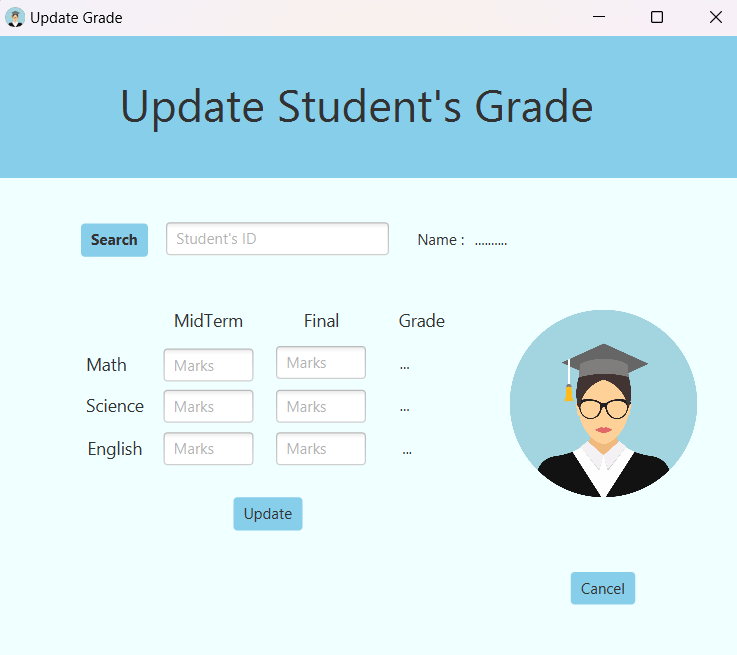 Update Grade
Update Student's Grade
Search Student's ID Name : ..........
MidTerm Final Grade
Math Marks Marks ...
Science Marks Marks ...
English Marks Marks ...
Update
Cancel